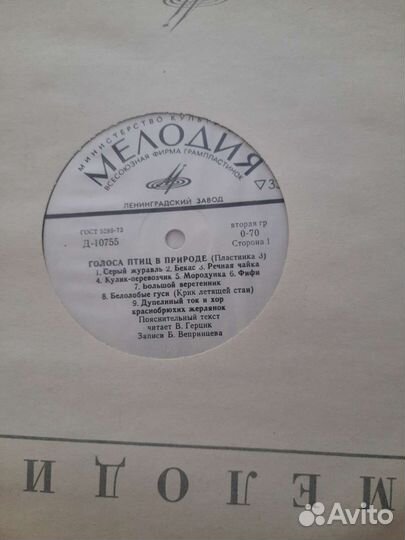 МИНИСТЕРСТВО КУЛЬ
МЕЛОДИЯ
ВСЕСОЮЗНАЯ ФИРМА ГРАМПЛАСТИНОК
▽3
ЛЕНИНГРАДСКИЙ ЗАВОД
ГОСТ 5289-73
Д-10755
вторая гр
0-70
Сторона 1
ГОЛОСА ПТИЦ В ПРИРОДЕ (Пластинка 3)
1. Серый журавль 2. Бекас 3. Речная чайка
4. Кулик-перевозчик 5. Мородунка 6. Фифи
7. Большой веретенник
8. Белолобые гуси (Крик летящей стаи)
9. Дупелиный ток и хор
краснобрюхих жерлянок
Пояснительный текст
читает В. Герцик
Записи Б. Вепринцева
МЕЛОДИ
МЕЛОДИ
Avito